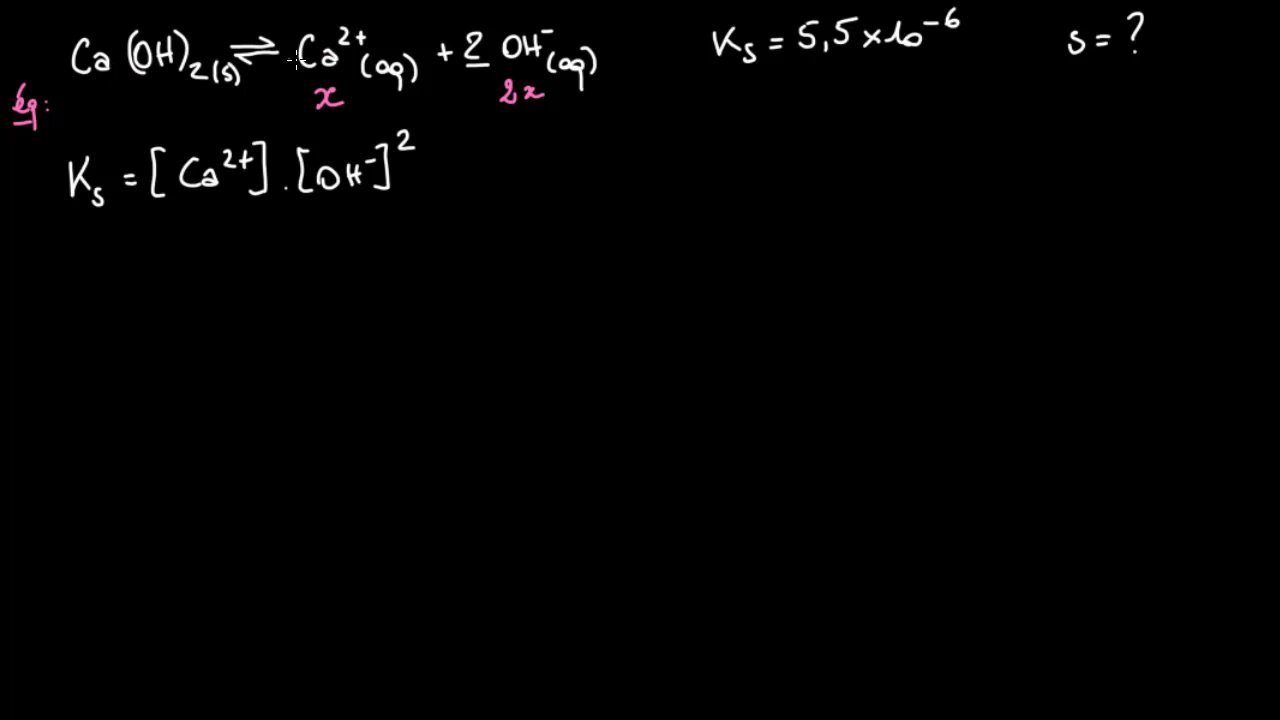 Ca(OH)₂(s) ⇌ Ca²⁺(aq) + 2 OH⁻(aq)
Ks = 5,5×10⁻⁶
s = ?
Eq:
x
2x
Ks = [Ca²⁺].[OH⁻]²